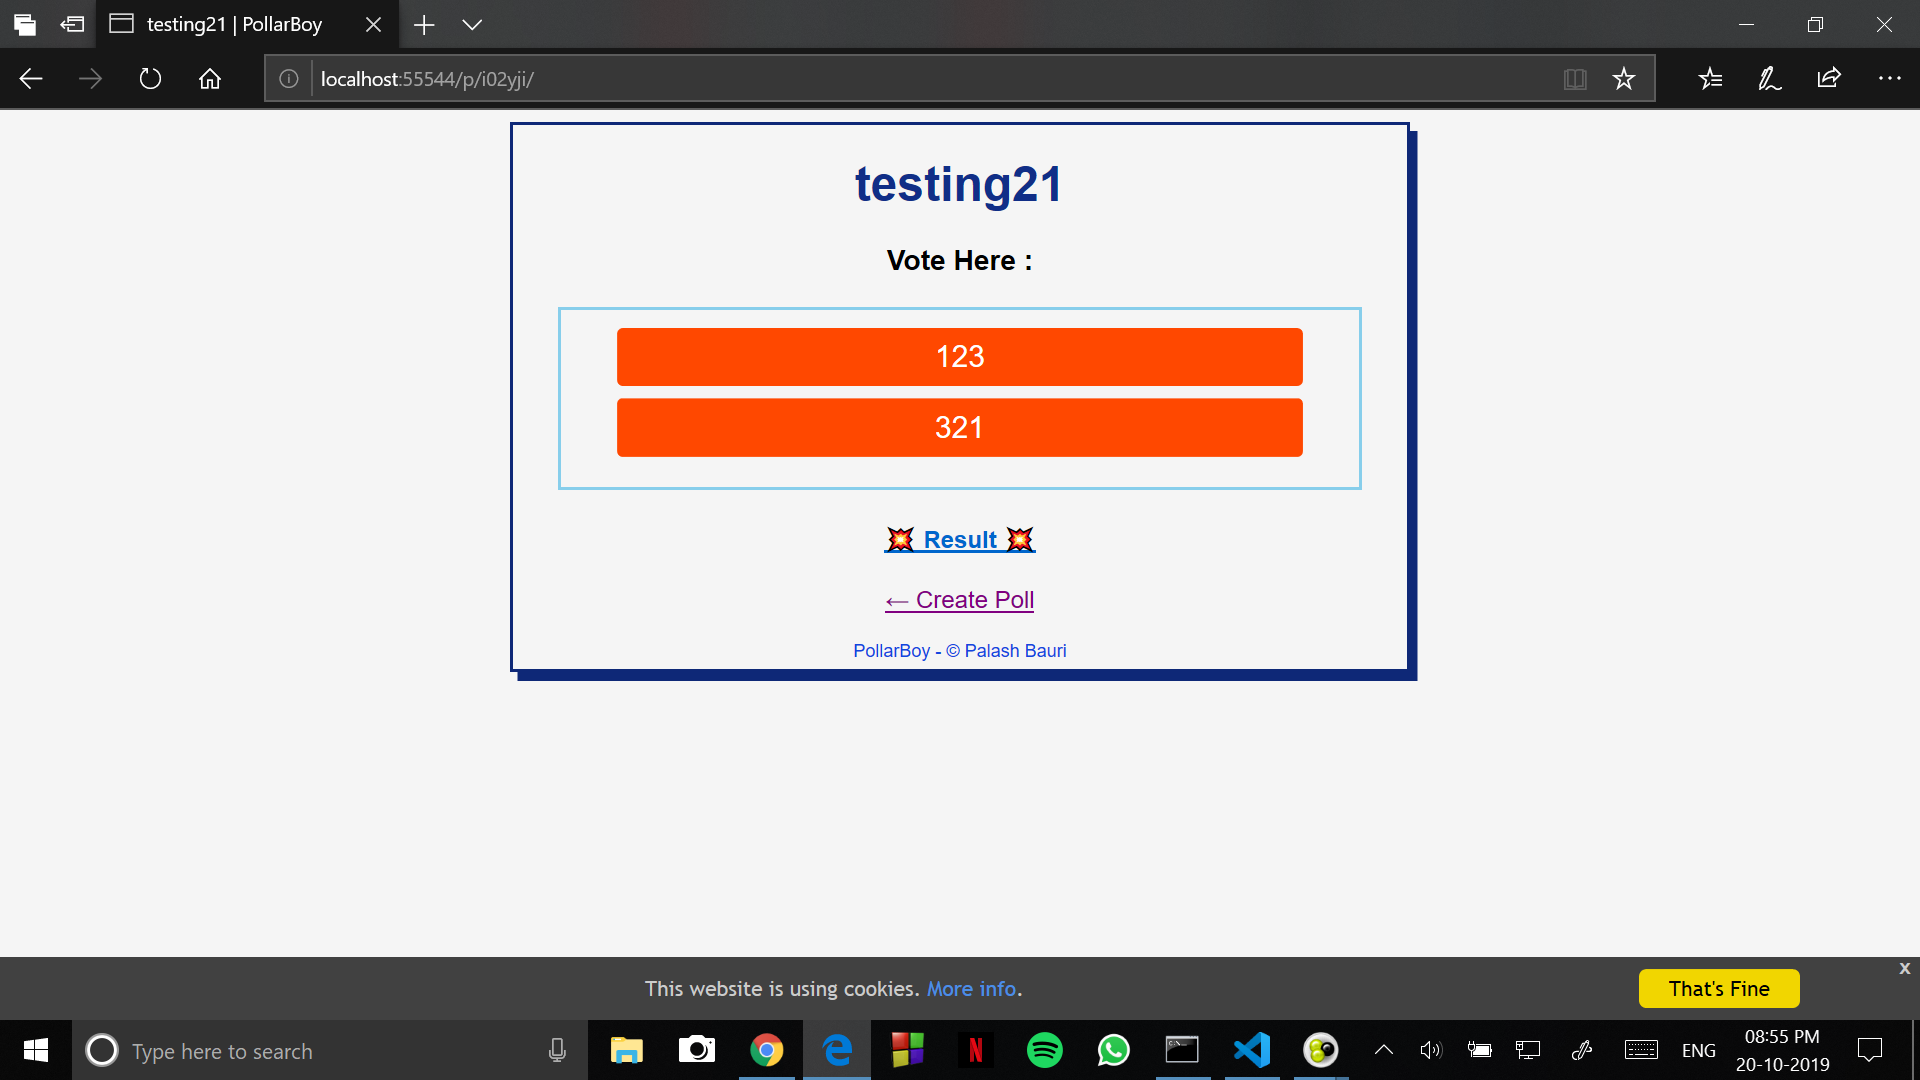 testing21 | PollarBoy
localhost:55544/p/i02yji/
testing21
Vote Here :
123
321
💥 Result 💥
← Create Poll
PollarBoy - © Palash Bauri
This website is using cookies. More info.
That's Fine
x
Type here to search
N
C:\_
ENG
08:55 PM
20-10-2019